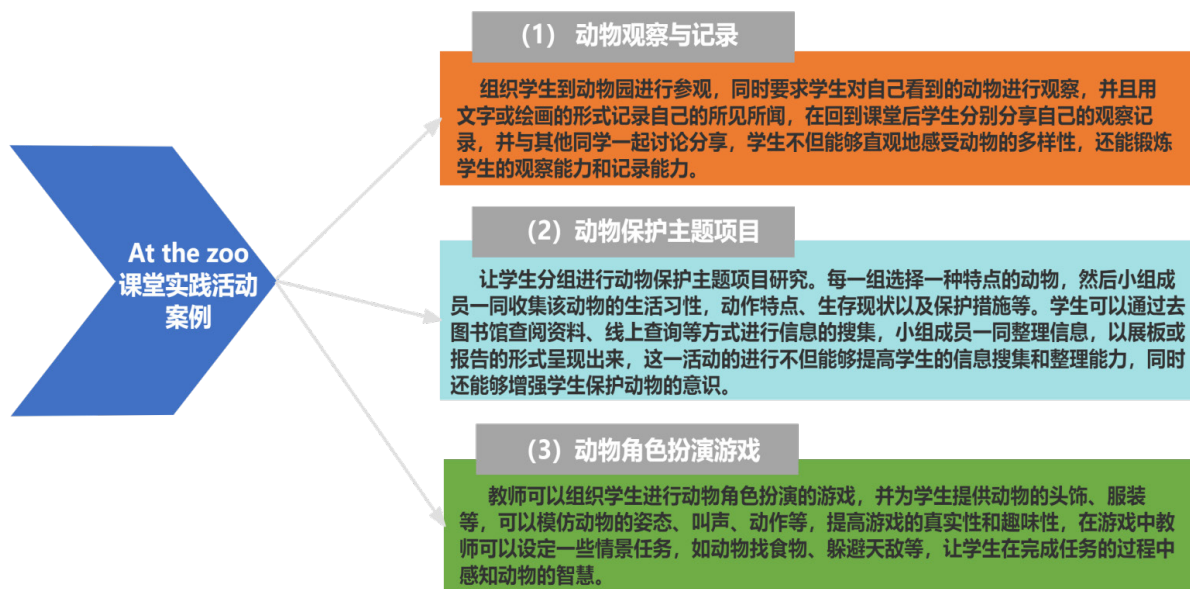 At the zoo
课堂实践活动
案例
（1） 动物观察与记录
组织学生到动物园进行参观，同时要求学生对自己看到的动物进行观察，并且用
文字或绘画的形式记录自己的所见所闻，在回到课堂后学生分别分享自己的观察记
录，并与其他同学一起讨论分享，学生不但能够直观地感受动物的多样性，还能锻炼
学生的观察能力和记录能力。
（2）动物保护主题项目
让学生分组进行动物保护主题项目研究。每一组选择一种特点的动物，然后小组成
员一同收集该动物的生活习性，动作特点、生存现状以及保护措施等。学生可以通过去
图书馆查阅资料、线上查询等方式进行信息的搜集，小组成员一同整理信息，以展板或
报告的形式呈现出来，这一活动的进行不但能够提高学生的信息搜集和整理能力，同时
还能够增强学生保护动物的意识。
（3）动物角色扮演游戏
教师可以组织学生进行动物角色扮演的游戏，并为学生提供动物的头饰、服装
等，可以模仿动物的姿态、叫声、动作等，提高游戏的真实性和趣味性，在游戏中教
师可以设定一些情景任务，如动物找食物、躲避天敌等，让学生在完成任务的过程中
感知动物的智慧。